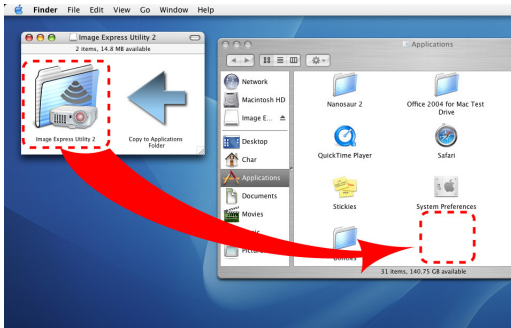 Finder File Edit View Go Window Help
Image Express Utility 2
2 items, 14.8 MB available
Image Express Utility 2
Copy to Applications
Folder
Applications
Network
Macintosh HD
Image E...
Desktop
Char
Applications
Documents
Movies
Nanosaur 2
Office 2004 for Mac Test
Drive
QuickTime Player
Safari
Stickies
System Preferences
31 items, 140.75 GB available